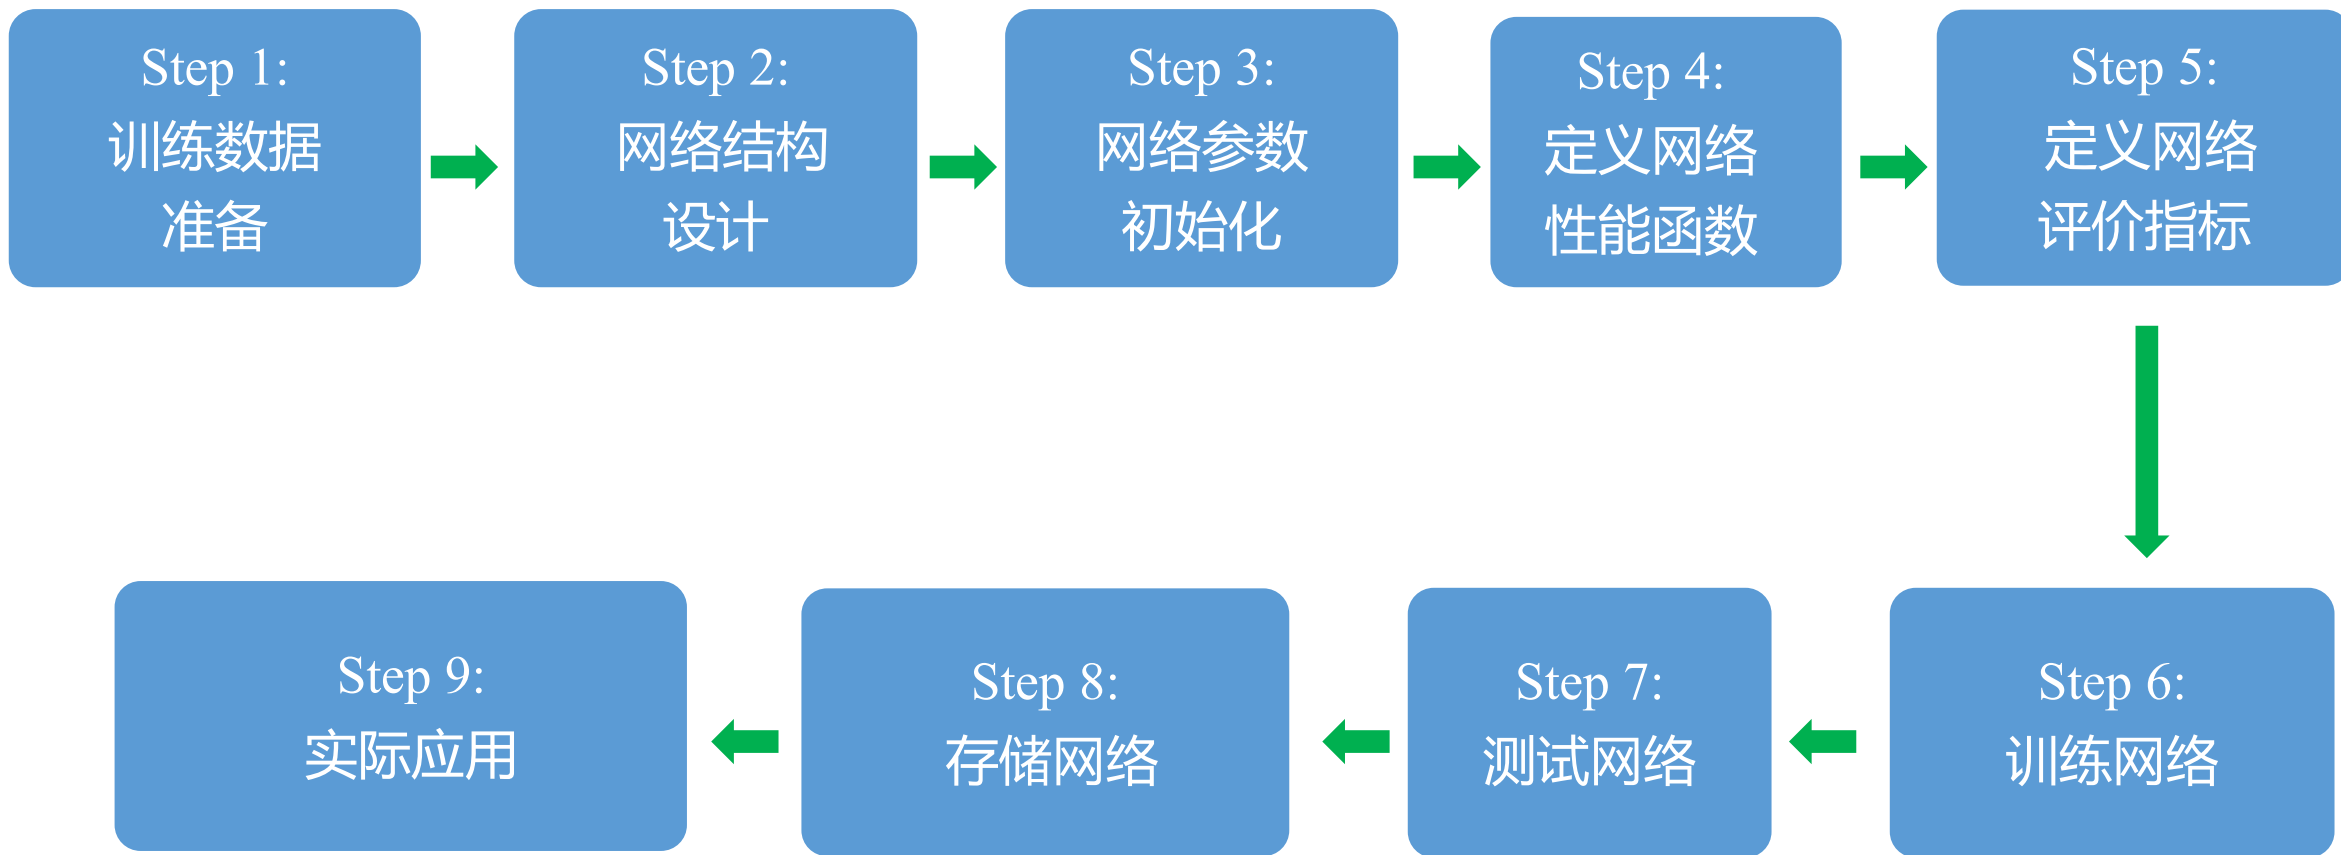 Step 1:
训练数据
准备
Step 2:
网络结构
设计
Step 3:
网络参数
初始化
Step 4:
定义网络
性能函数
Step 5:
定义网络
评价指标
Step 6:
训练网络
Step 7:
测试网络
Step 8:
存储网络
Step 9:
实际应用